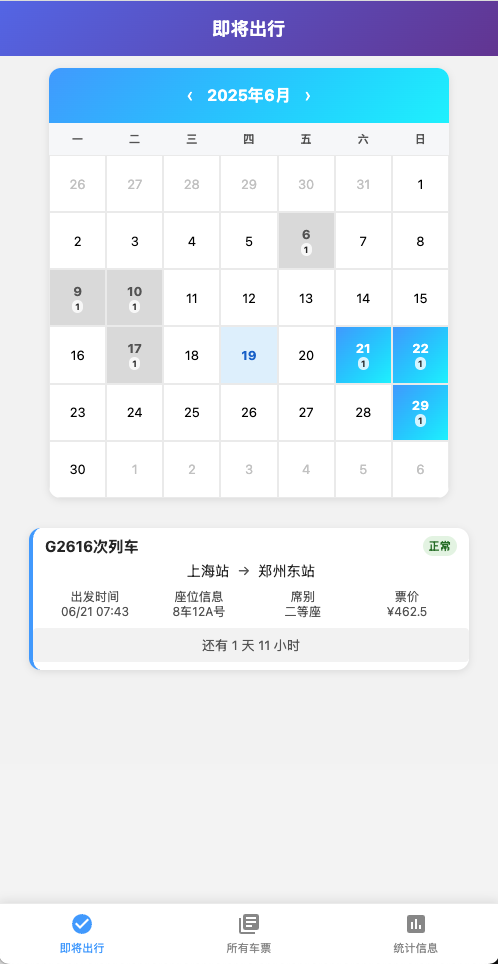 即将出行
‹ 2025年6月 ›
一 二 三 四 五 六 日
26 27 28 29 30 31 1
2 3 4 5 6 7 8
1
9 10 11 12 13 14 15
1 1
16 17 18 19 20 21 22
1 1 1
23 24 25 26 27 28 29
1
30 1 2 3 4 5 6
G2616次列车 正常
上海站 → 郑州东站
出发时间 座位信息 席别 票价
06/21 07:43 8车12A号 二等座 ¥462.5
还有 1 天 11 小时
即将出行 所有车票 统计信息